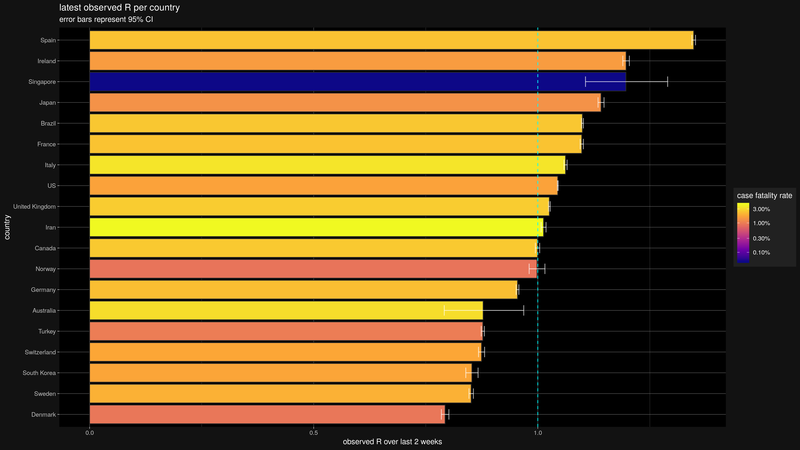 latest observed R per country
error bars represent 95% CI
country
Spain
Ireland
Singapore
Japan
Brazil
France
Italy
US
United Kingdom
Iran
Canada
Norway
Germany
Australia
Turkey
Switzerland
South Korea
Sweden
Denmark
0.0 0.5 1.0
observed R over last 2 weeks
case fatality rate
3.00%
1.00%
0.30%
0.10%